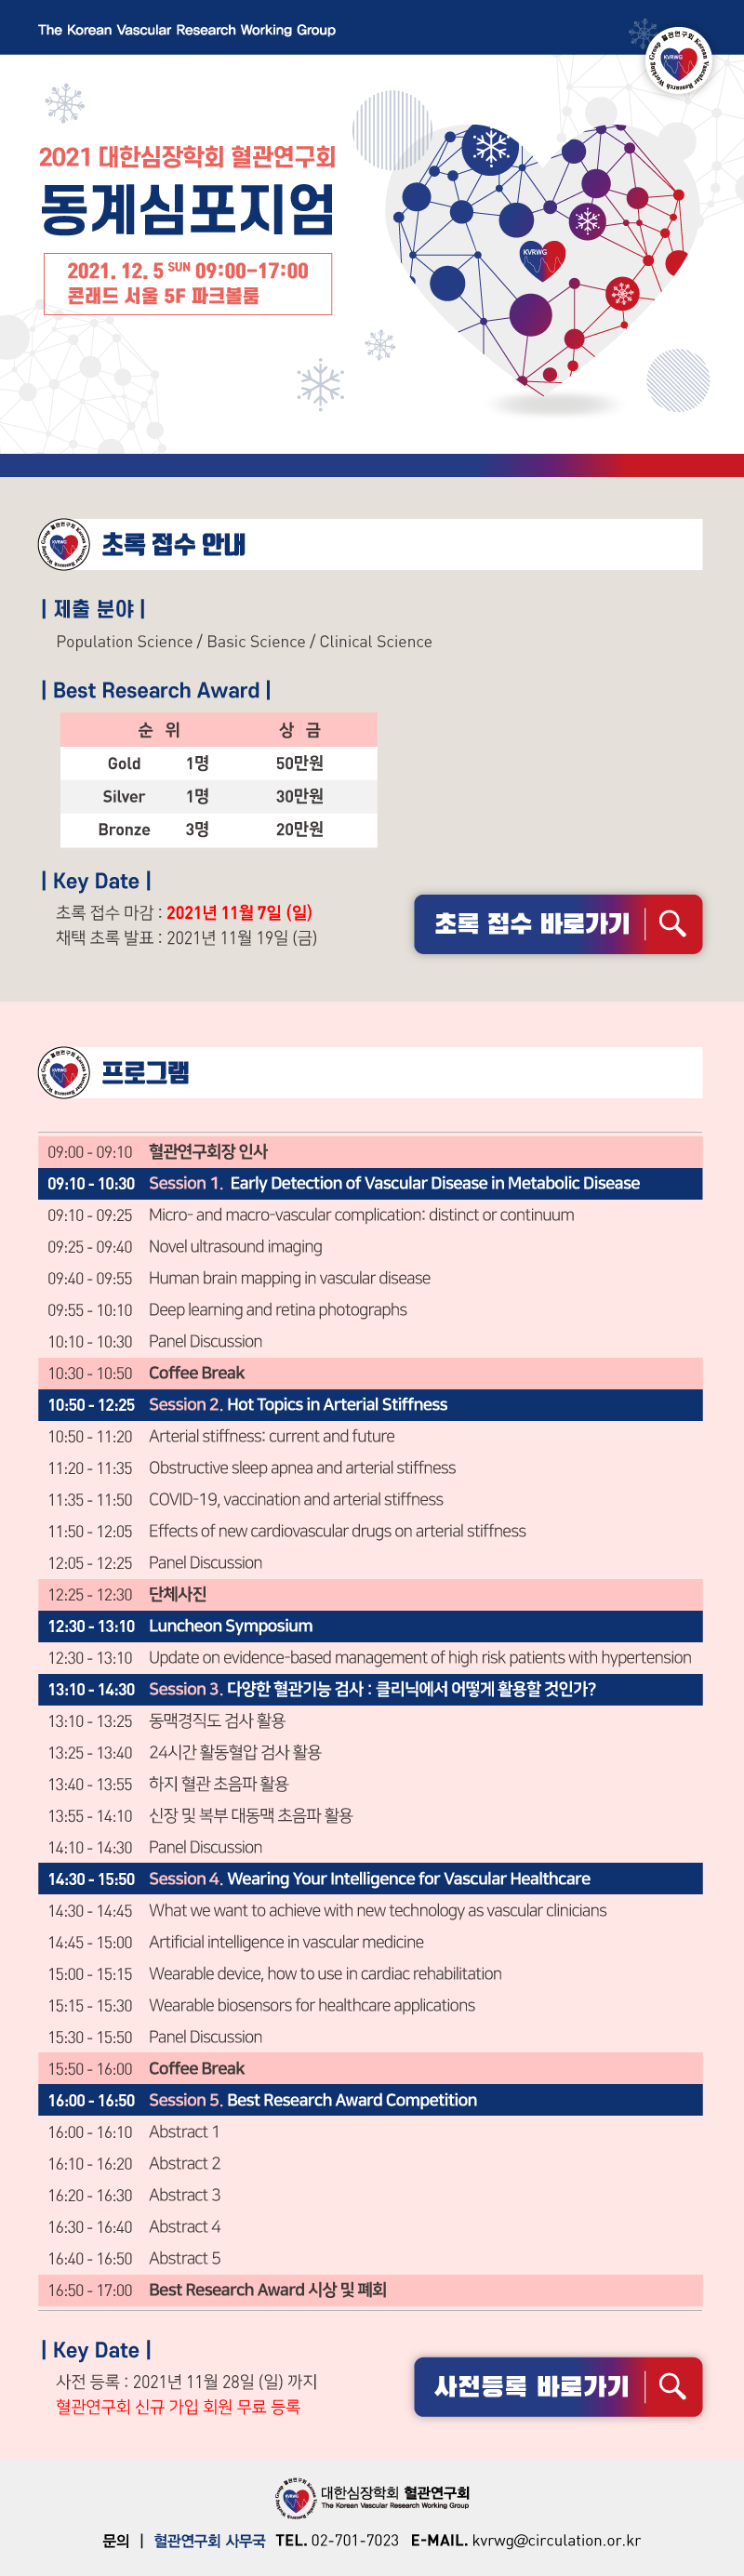 The Korean Vascular Research Working Group
혈관연구회 Korean Vascular Research Working Group
KVRWG
2021 대한심장학회 혈관연구회
동계심포지엄
2021. 12. 5 SUN 09:00-17:00
콘래드 서울 5F 파크볼룸
KVRWG
초록 접수 안내
| 제출 분야 |
Population Science / Basic Science / Clinical Science
| Best Research Award |
순 위 상 금
Gold 1명 50만원
Silver 1명 30만원
Bronze 3명 20만원
| Key Date |
초록 접수 마감 : 2021년 11월 7일 (일)
채택 초록 발표 : 2021년 11월 19일 (금)
초록 접수 바로가기
프로그램
09:00 - 09:10 혈관연구회장 인사
09:10 - 10:30 Session 1. Early Detection of Vascular Disease in Metabolic Disease
09:10 - 09:25 Micro- and macro-vascular complication: distinct or continuum
09:25 - 09:40 Novel ultrasound imaging
09:40 - 09:55 Human brain mapping in vascular disease
09:55 - 10:10 Deep learning and retina photographs
10:10 - 10:30 Panel Discussion
10:30 - 10:50 Coffee Break
10:50 - 12:25 Session 2. Hot Topics in Arterial Stiffness
10:50 - 11:20 Arterial stiffness: current and future
11:20 - 11:35 Obstructive sleep apnea and arterial stiffness
11:35 - 11:50 COVID-19, vaccination and arterial stiffness
11:50 - 12:05 Effects of new cardiovascular drugs on arterial stiffness
12:05 - 12:25 Panel Discussion
12:25 - 12:30 단체사진
12:30 - 13:10 Luncheon Symposium
12:30 - 13:10 Update on evidence-based management of high risk patients with hypertension
13:10 - 14:30 Session 3. 다양한 혈관기능 검사 : 클리닉에서 어떻게 활용할 것인가?
13:10 - 13:25 동맥경직도 검사 활용
13:25 - 13:40 24시간 활동혈압 검사 활용
13:40 - 13:55 하지 혈관 초음파 활용
13:55 - 14:10 신장 및 복부 대동맥 초음파 활용
14:10 - 14:30 Panel Discussion
14:30 - 15:50 Session 4. Wearing Your Intelligence for Vascular Healthcare
14:30 - 14:45 What we want to achieve with new technology as vascular clinicians
14:45 - 15:00 Artificial intelligence in vascular medicine
15:00 - 15:15 Wearable device, how to use in cardiac rehabilitation
15:15 - 15:30 Wearable biosensors for healthcare applications
15:30 - 15:50 Panel Discussion
15:50 - 16:00 Coffee Break
16:00 - 16:50 Session 5. Best Research Award Competition
16:00 - 16:10 Abstract 1
16:10 - 16:20 Abstract 2
16:20 - 16:30 Abstract 3
16:30 - 16:40 Abstract 4
16:40 - 16:50 Abstract 5
16:50 - 17:00 Best Research Award 시상 및 폐회
| Key Date |
사전 등록 : 2021년 11월 28일 (일) 까지
혈관연구회 신규 가입 회원 무료 등록
사전등록 바로가기
대한심장학회 혈관연구회
The Korean Vascular Research Working Group
문의 | 혈관연구회 사무국 TEL. 02-701-7023 E-MAIL. kvrwg@circulation.or.kr